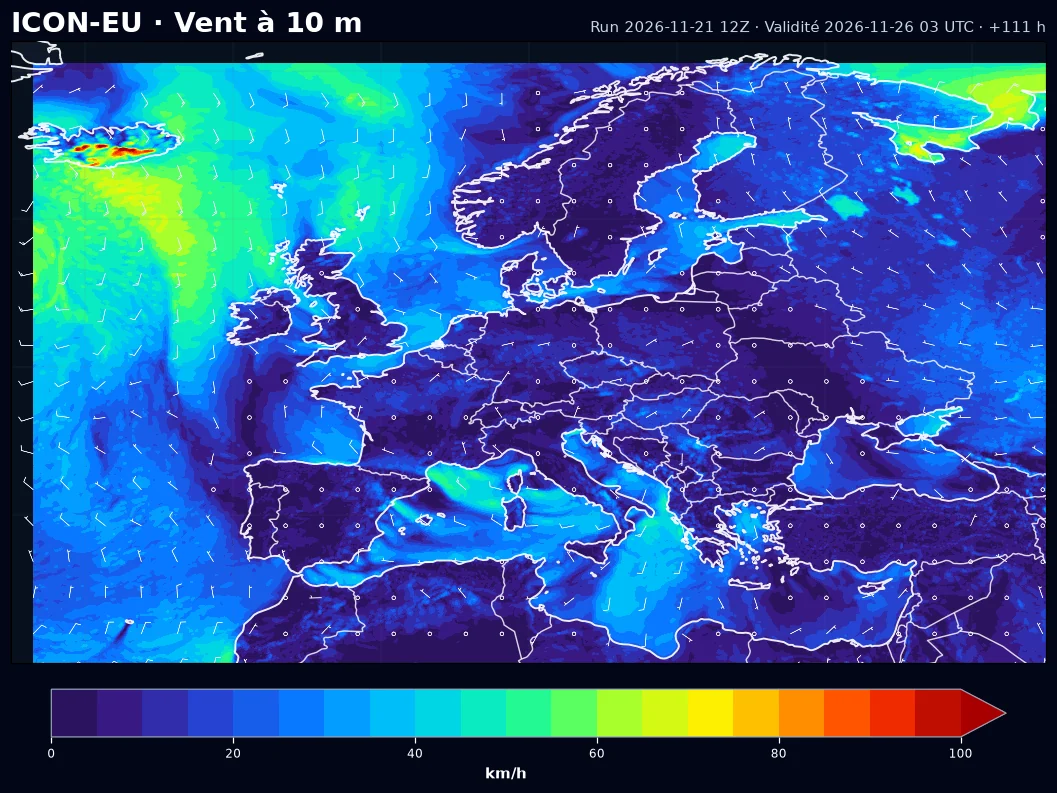 ICON-EU · Vent à 10 m
Run 2026-11-21 12Z · Validité 2026-11-26 03 UTC · +111 h
0 20 40 60 80 100
km/h